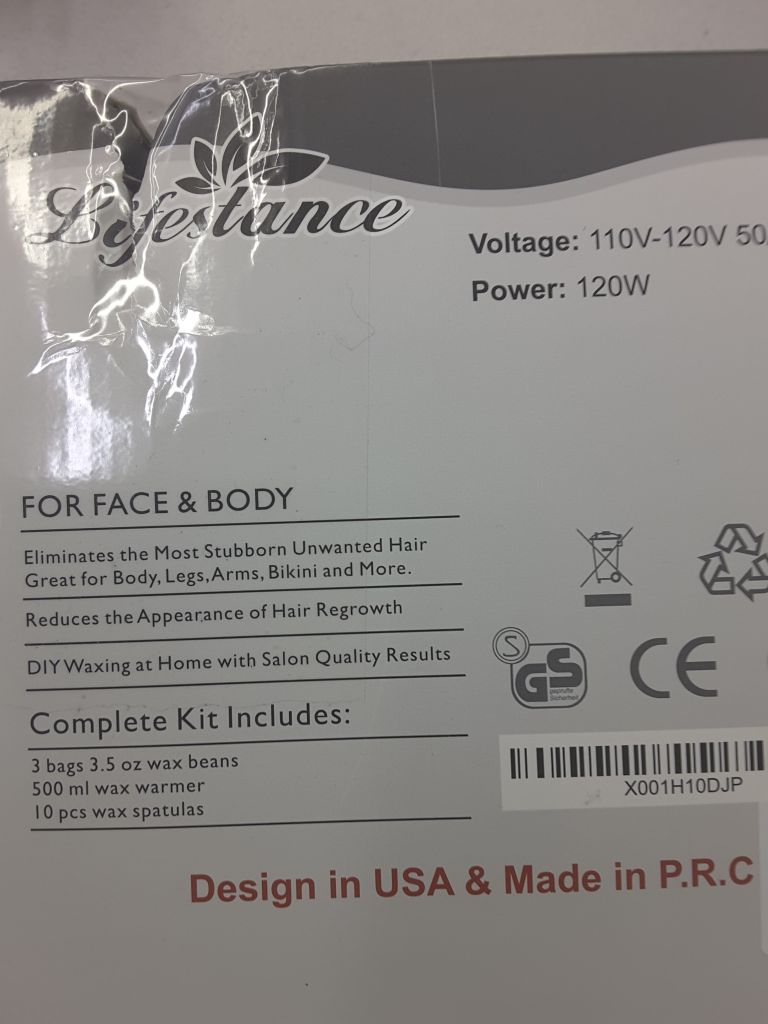 Lifestance
Voltage: 110V-120V 50
Power: 120W
FOR FACE & BODY
Eliminates the Most Stubborn Unwanted Hair
Great for Body, Legs, Arms, Bikini and More.
Reduces the Appearance of Hair Regrowth
DIY Waxing at Home with Salon Quality Results
Complete Kit Includes:
3 bags 3.5 oz wax beans
500 ml wax warmer
10 pcs wax spatulas
S
GS
geprüfte
Sicherheit
CE
X001H10DJP
Design in USA & Made in P.R.C